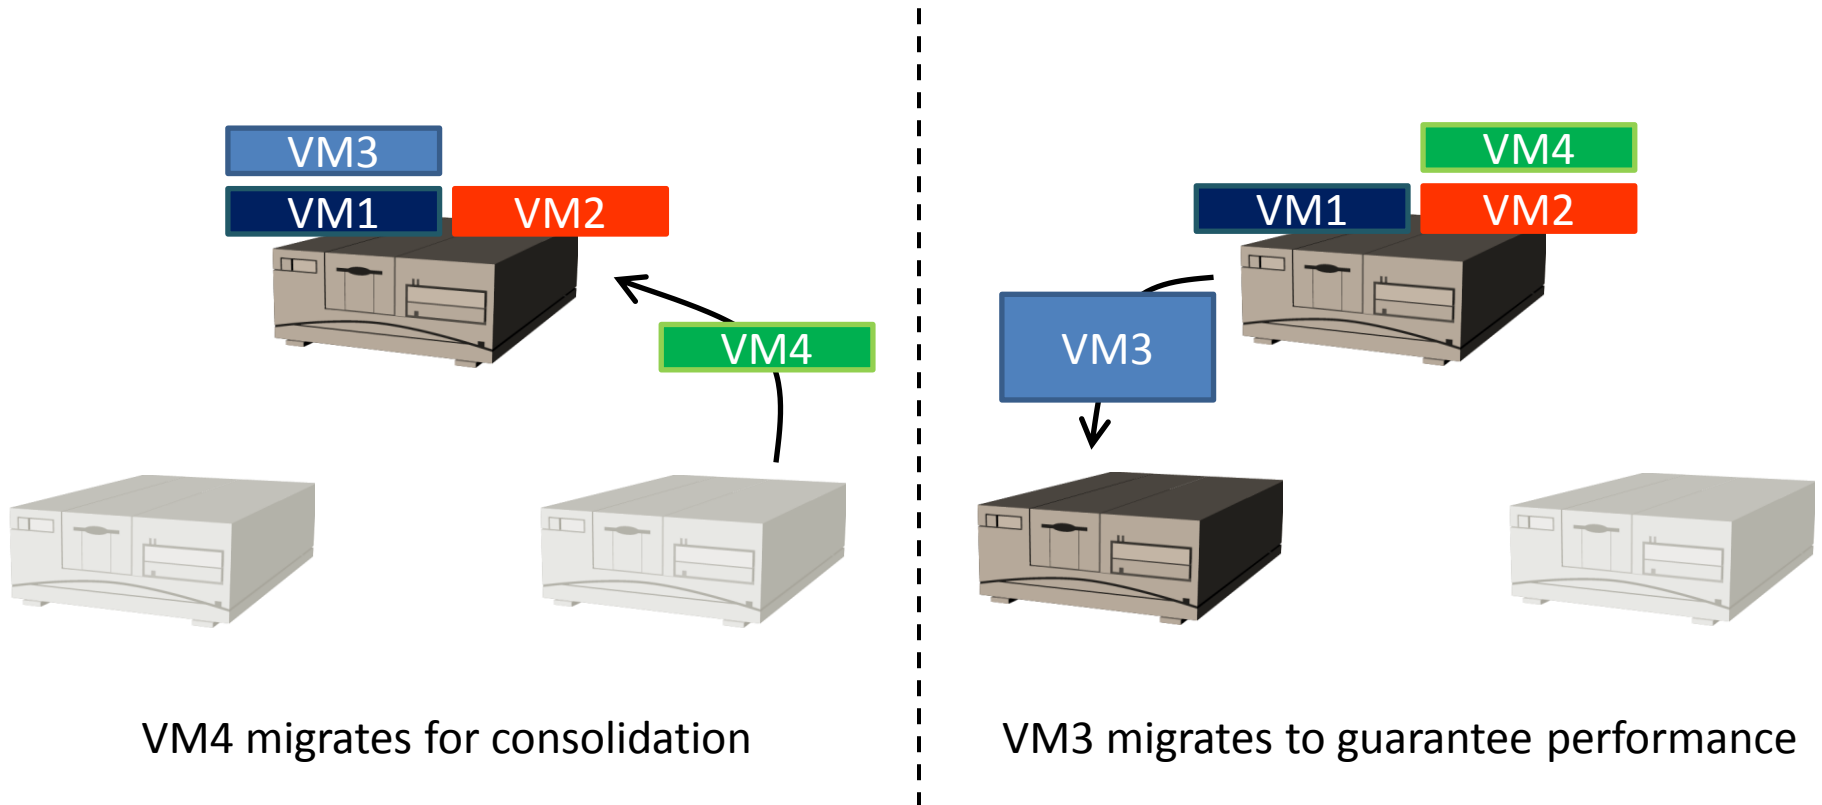 VM3
VM1
VM2
VM4
VM4 migrates for consolidation
VM4
VM1
VM2
VM3
VM3 migrates to guarantee performance